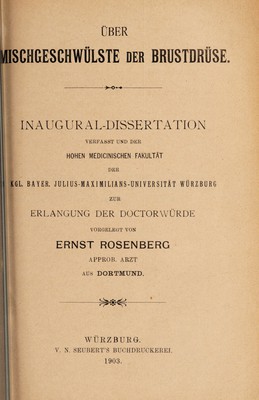 ÜBER
MISCHGESCHWÜLSTE DER BRUSTDRÜSE.
INAUGURAL-DISSERTATION
VERFASST UND DER
HOHEN MEDICINISCHEN FAKULTÄT
DER
KGL. BAYER. JULIUS-MAXIMILIANS-UNIVERSITÄT WÜRZBURG
ZUR
ERLANGUNG DER DOCTORWÜRDE
VORGELEGT VON
ERNST ROSENBERG
APPROB. ARZT
AUS DORTMUND.
WÜRZBURG.
V. N. SEUBERT'S BUCHDRUCKEREI.
1903.